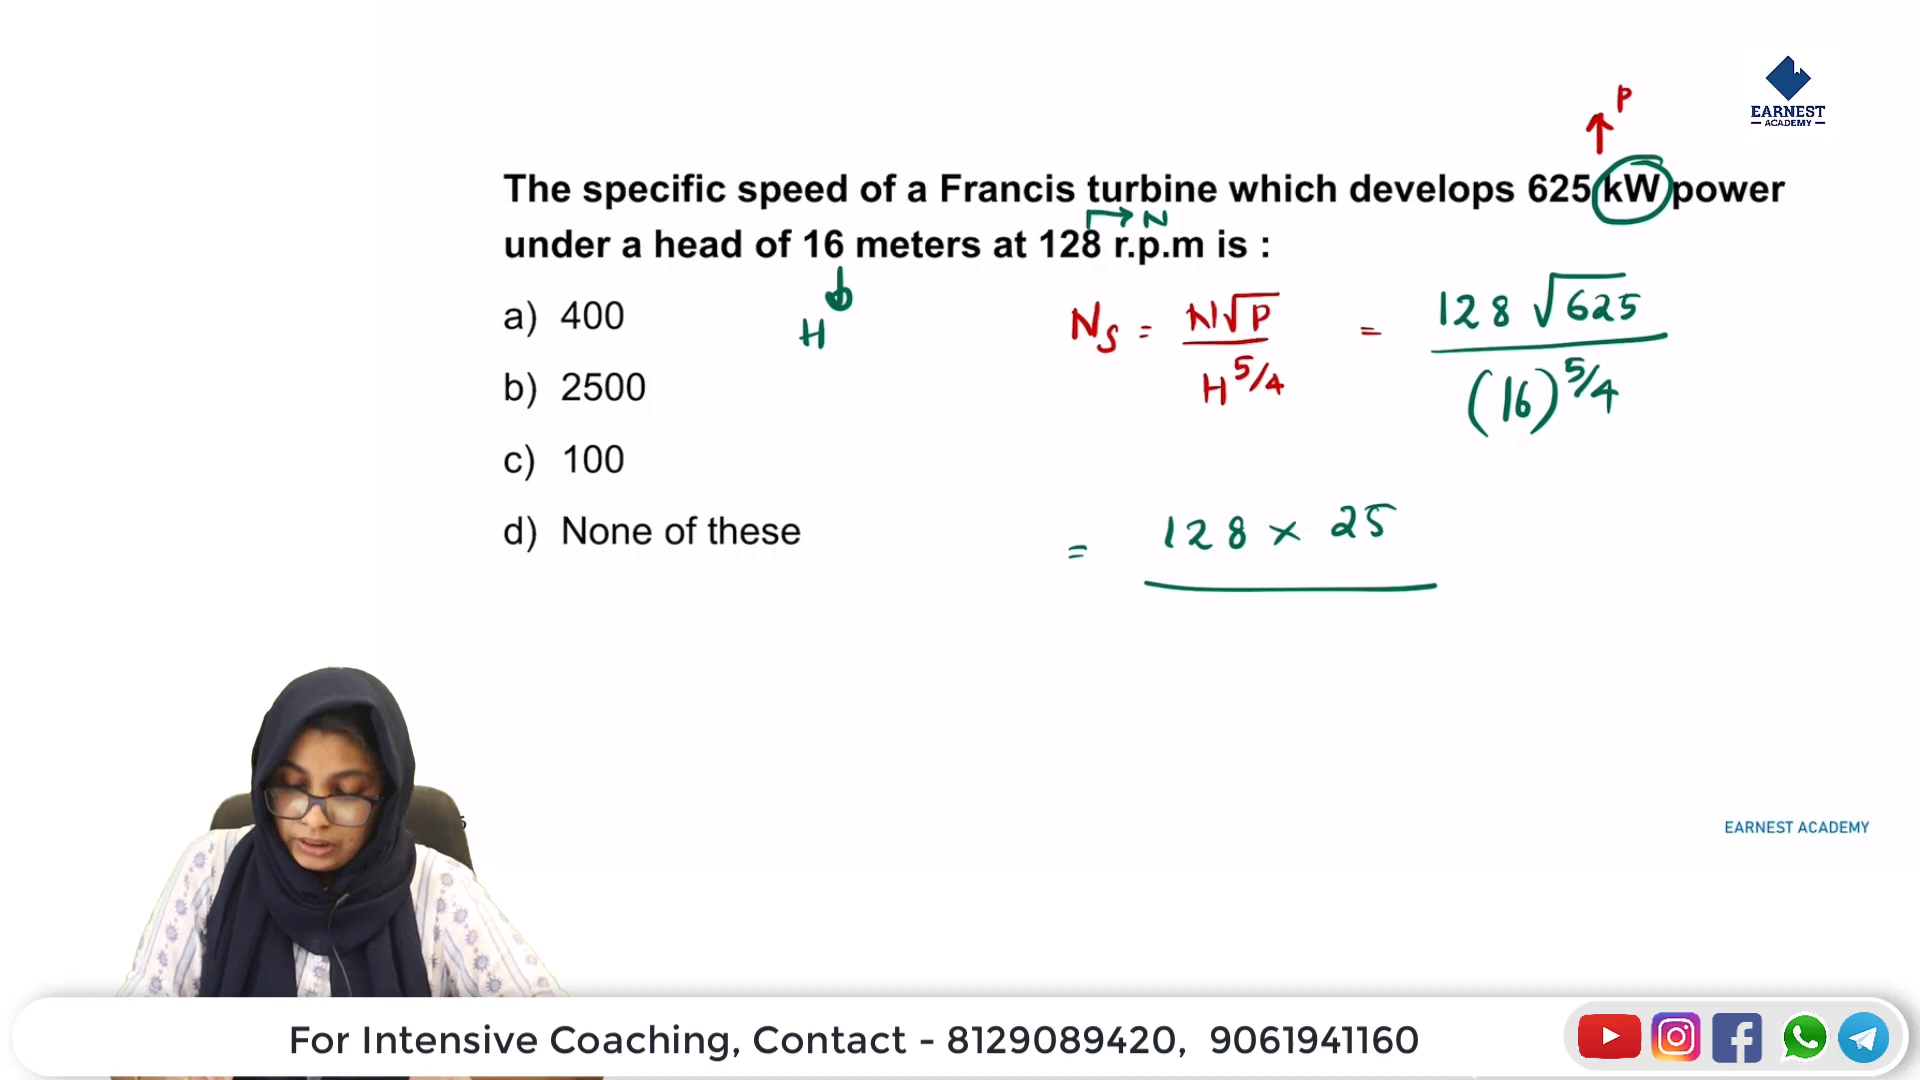 P
EARNEST
ACADEMY
The specific speed of a Francis turbine which develops 625 kW power
N
under a head of 16 meters at 128 r.p.m is :
a) 400
H
b) 2500
c) 100
d) None of these
Ns = N√P / H^5/4 = 128 √625 / (16)^5/4
= 128 × 25
EARNEST ACADEMY
For Intensive Coaching, Contact - 8129089420, 9061941160